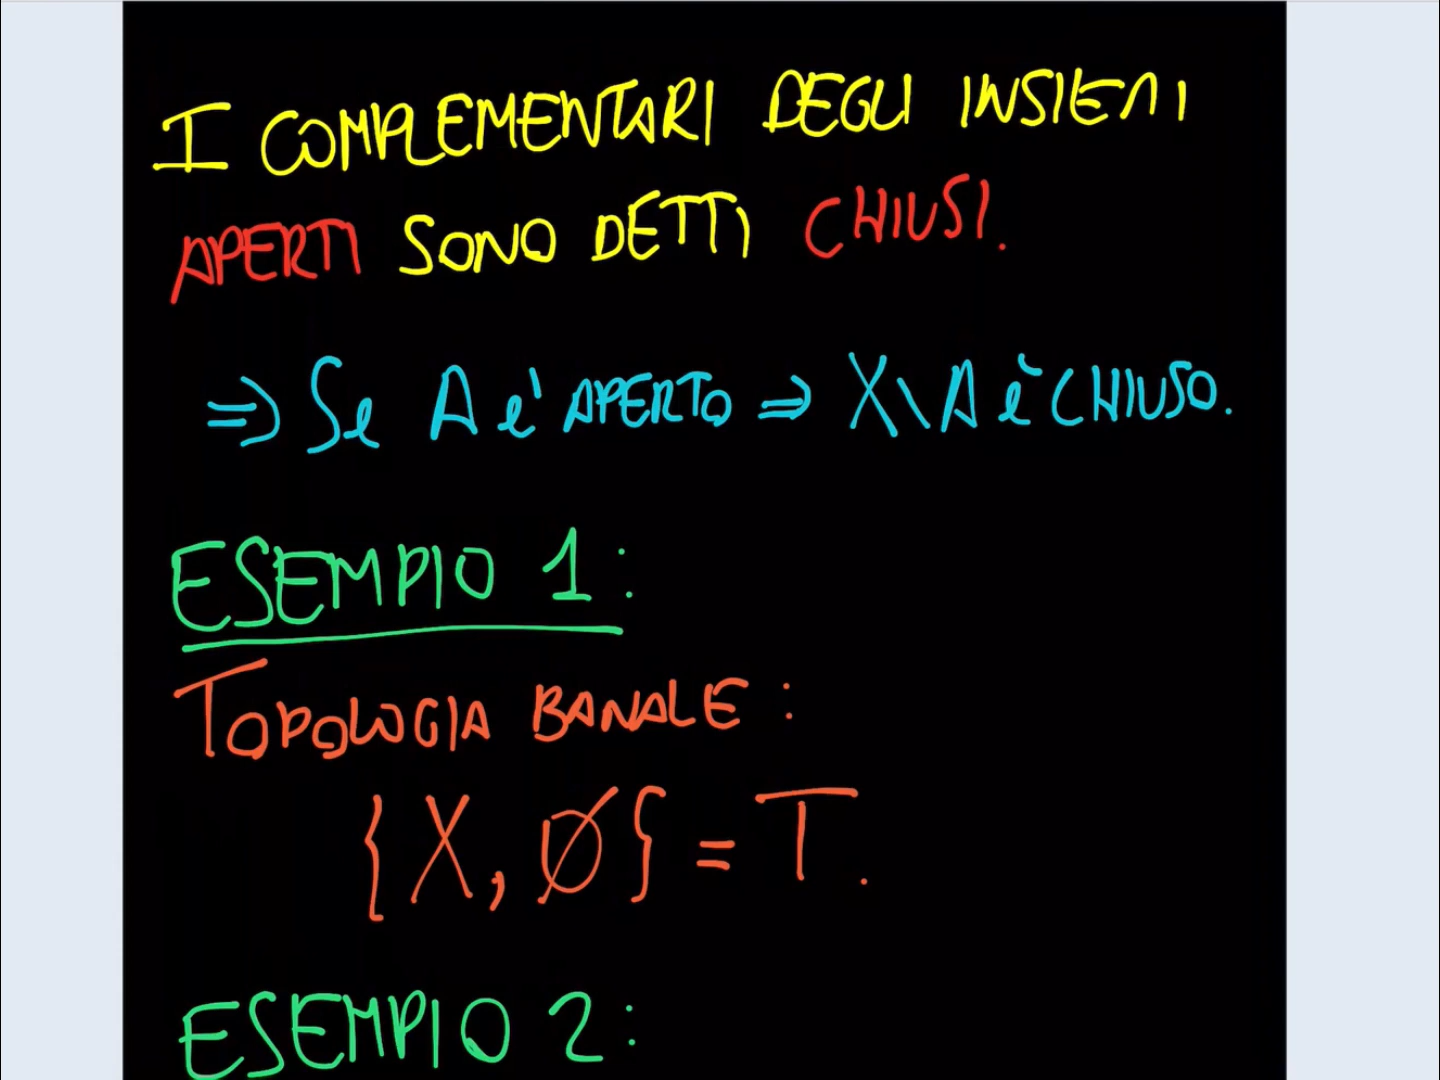 I COMPLEMENTARI DEGLI INSIEMI
APERTI SONO DETTI CHIUSI.
⇒ Se A e' APERTO ⇒ X\A è CHIUSO.
ESEMPIO 1:
TOPOLOGIA BANALE:
{X, Ø} = T.
ESEMPIO 2: